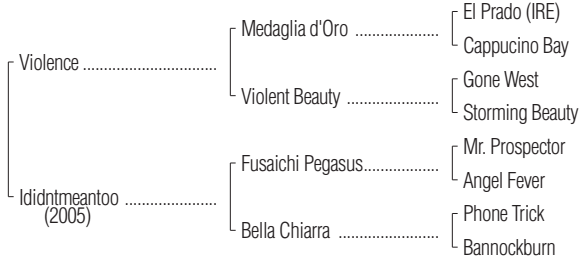 El Prado (IRE)
Medaglia d'Oro ....................
Cappucino Bay
Violence ................................
Gone West
Violent Beauty ......................
Storming Beauty
Mr. Prospector
Fusaichi Pegasus..................
Angel Fever
Ididntmeantoo ......................
(2005)
Phone Trick
Bella Chiarra ........................
Bannockburn